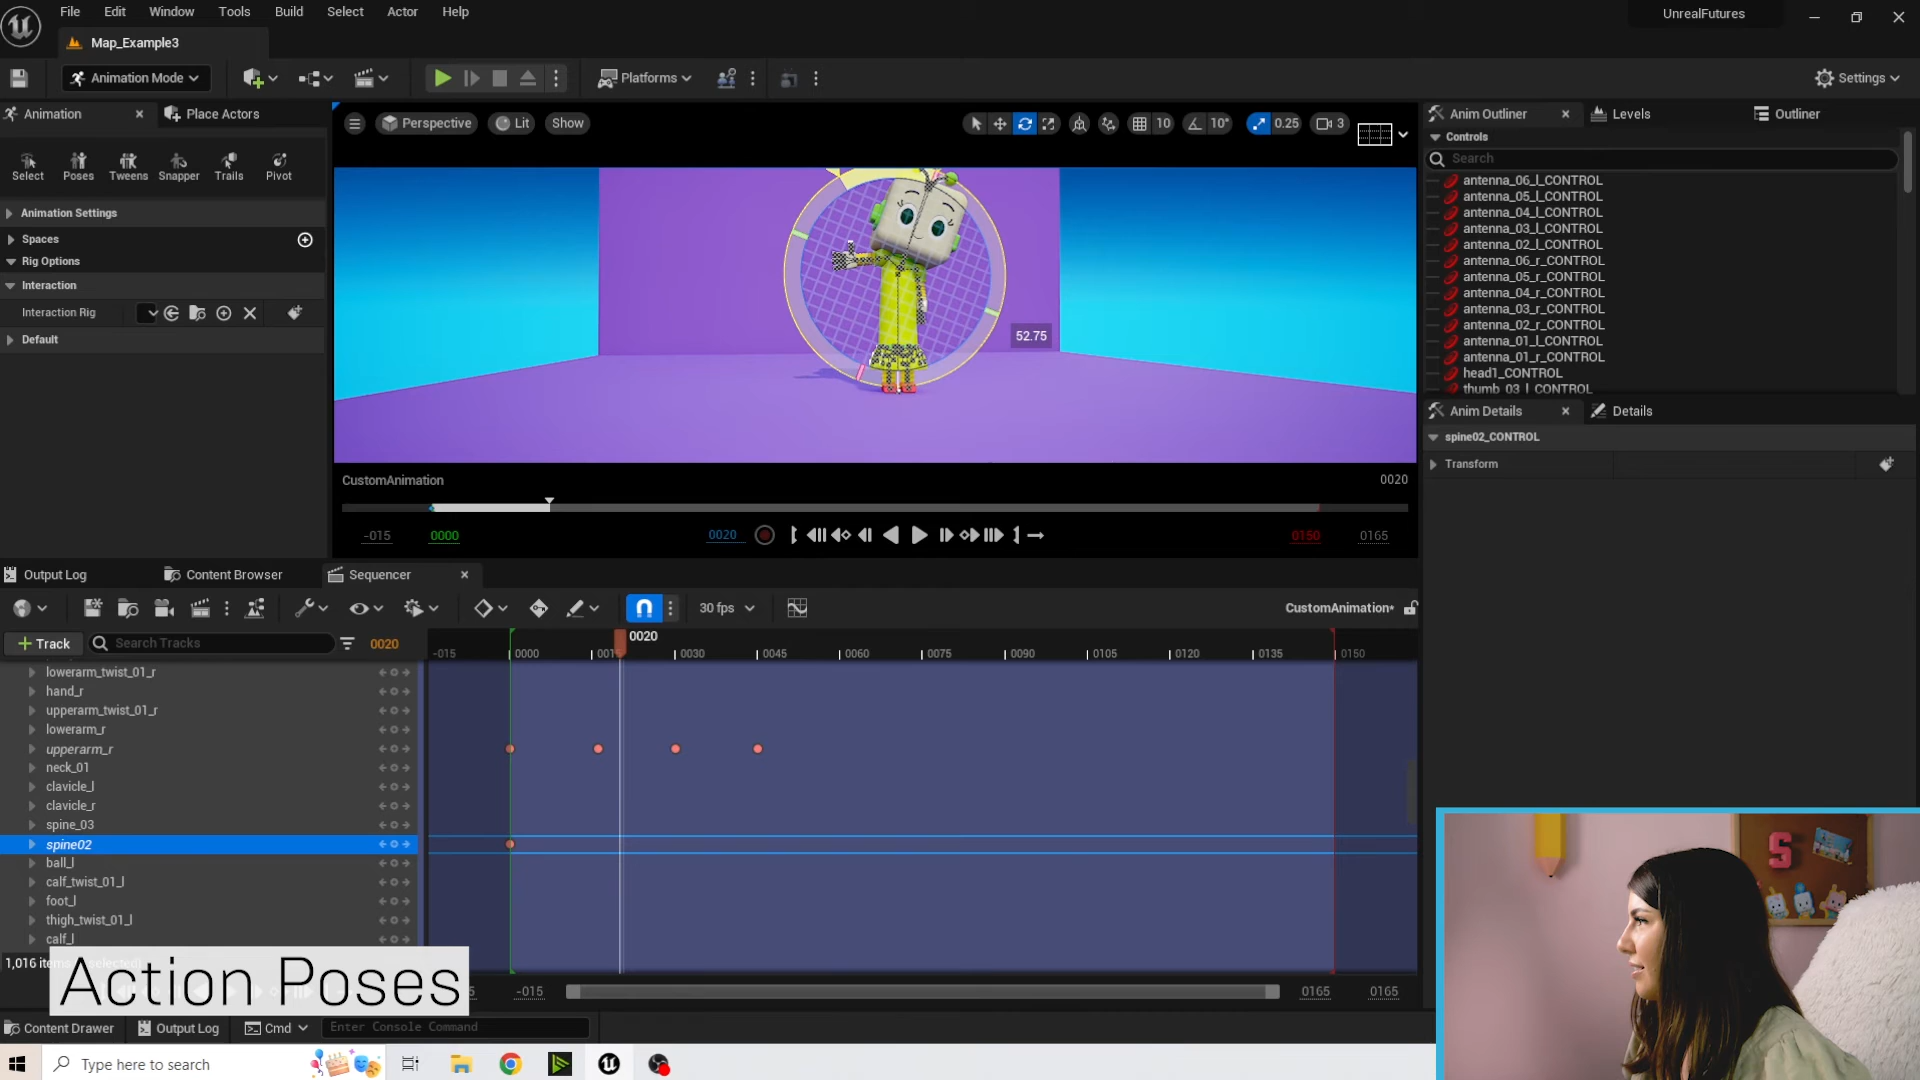 File Edit Window Tools Build Select Actor Help UnrealFutures
Map_Example3
Animation Mode Platforms Settings
Animation Place Actors
Perspective Lit Show 10 10° 0.25 3
Anim Outliner Levels Outliner
Controls
Search
Select Poses Tweens Snapper Trails Pivot
Animation Settings
Spaces
Rig Options
Interaction
Interaction Rig
Default
52.75
antenna_06_l_CONTROL
antenna_05_l_CONTROL
antenna_04_l_CONTROL
antenna_03_l_CONTROL
antenna_02_l_CONTROL
antenna_06_r_CONTROL
antenna_05_r_CONTROL
antenna_04_r_CONTROL
antenna_03_r_CONTROL
antenna_02_r_CONTROL
antenna_01_l_CONTROL
antenna_01_r_CONTROL
head1_CONTROL
thumb_03_l_CONTROL
Anim Details Details
spine02_CONTROL
Transform
CustomAnimation 0020
-015 0000 0020 0150 0165
Output Log Content Browser Sequencer
30 fps CustomAnimation*
Track Search Tracks 0020
0020
-015 0000 0030 0045 0060 0075 0090 0105 0120 0135 0150
lowerarm_twist_01_r
hand_r
upperarm_twist_01_r
lowerarm_r
upperarm_r
neck_01
clavicle_l
clavicle_r
spine_03
spine02
ball_l
calf_twist_01_l
foot_l
thigh_twist_01_l
calf_l
1,016
Action Poses
-015 0165 0165
Content Drawer Output Log Cmd Enter Console Command
Type here to search
S